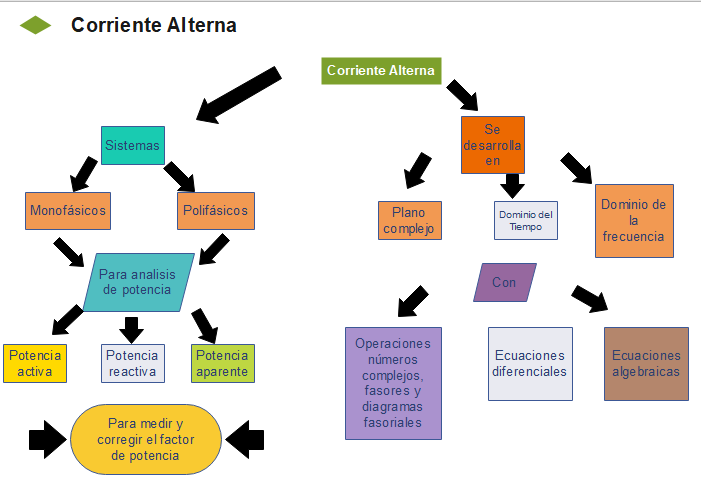 Corriente Alterna
Corriente Alterna
Sistemas
Se
desarrolla
en
Monofásicos
Polifásicos
Plano
complejo
Dominio del
Tiempo
Dominio de
la
frecuencia
Para analisis
de potencia
Con
Potencia
activa
Potencia
reactiva
Potencia
aparente
Operaciones
números
complejos,
fasores y
diagramas
fasoriales
Ecuaciones
diferenciales
Ecuaciones
algebraicas
Para medir y
corregir el factor
de potencia